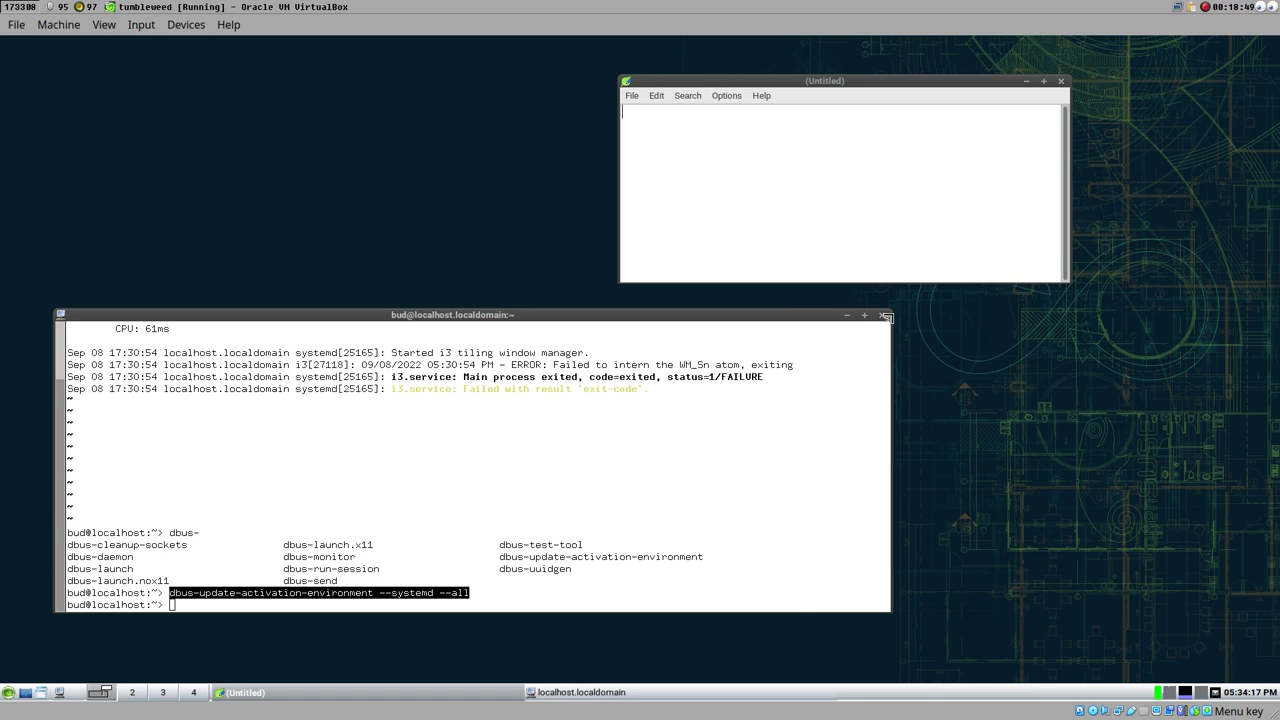 173308 95 97 tumbleweed [Running] - Oracle VM VirtualBox 00:18:49
File Machine View Input Devices Help
(Untitled)
File Edit Search Options Help
bud@localhost.localdomain:~
CPU: 61ms
Sep 08 17:30:54 localhost.localdomain systemd[25165]: Started i3 tiling window manager.
Sep 08 17:30:54 localhost.localdomain i3[27118]: 09/08/2022 05:30:54 PM - ERROR: Failed to intern the WM_Sn atom, exiting
Sep 08 17:30:54 localhost.localdomain systemd[25165]: i3.service: Main process exited, code=exited, status=1/FAILURE
Sep 08 17:30:54 localhost.localdomain systemd[25165]: i3.service: Failed with result 'exit-code'.
~
~
~
~
~
~
~
~
~
~
~
bud@localhost:~> dbus-
dbus-cleanup-sockets dbus-launch.x11 dbus-test-tool
dbus-daemon dbus-monitor dbus-update-activation-environment
dbus-launch dbus-run-session dbus-uuidgen
dbus-launch.nox11 dbus-send
bud@localhost:~> dbus-update-activation-environment --systemd --all
bud@localhost:~>
2 3 4 (Untitled) localhost.localdomain 05:34:17 PM
Menu key